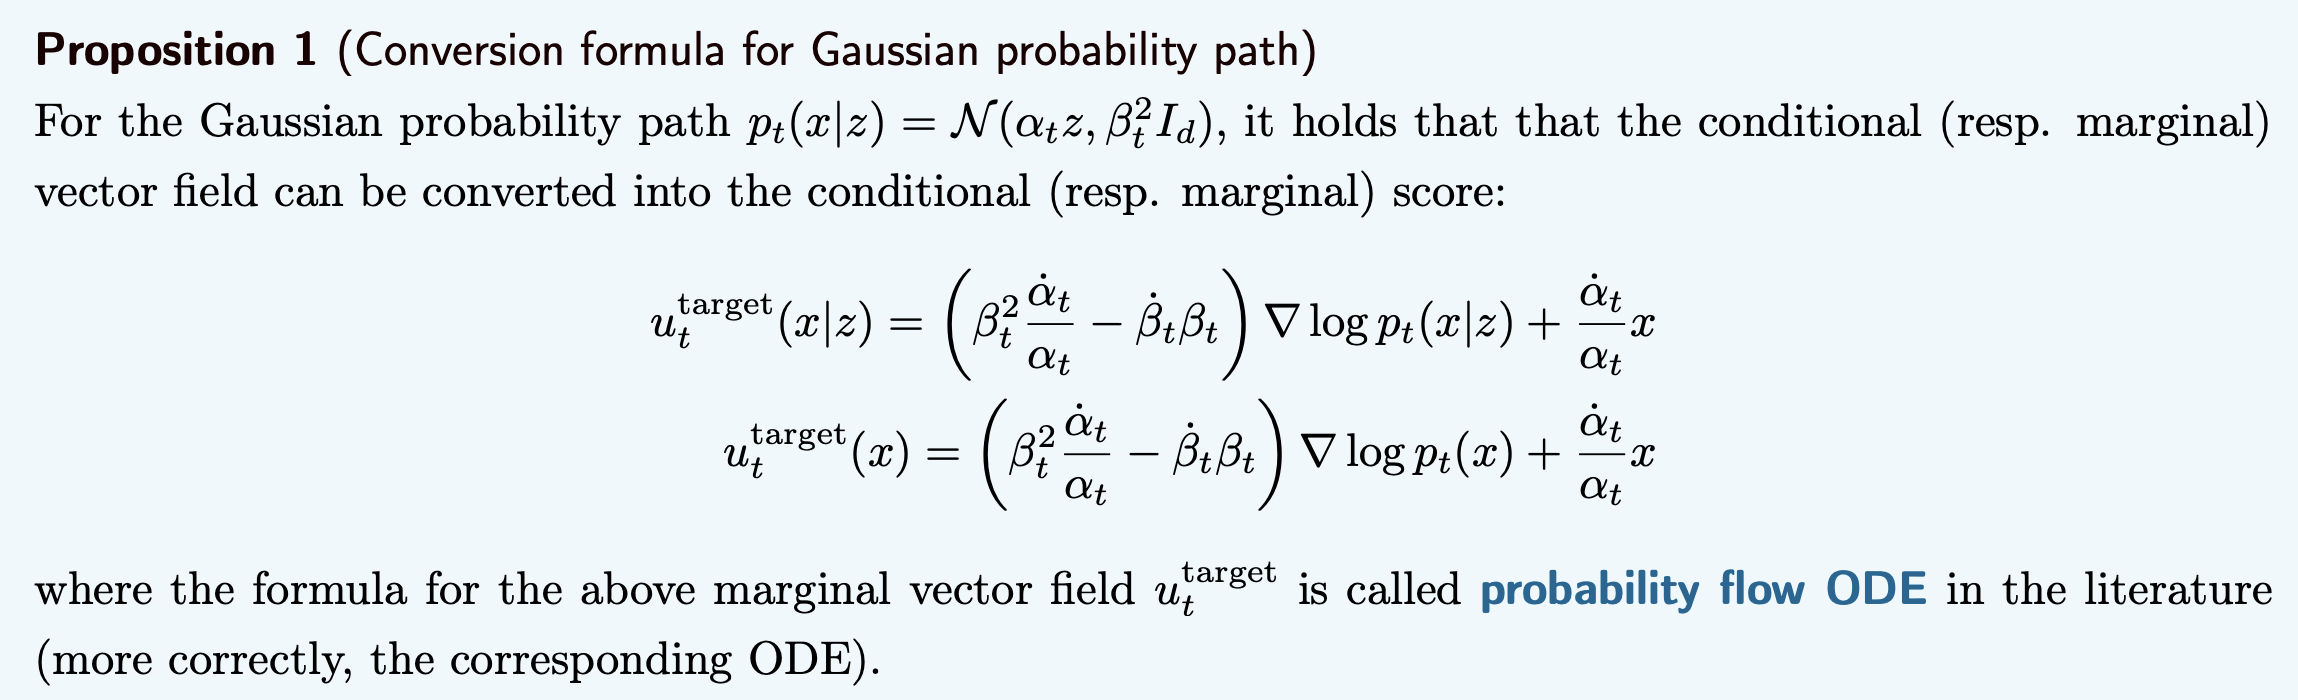 Proposition 1 (Conversion formula for Gaussian probability path)
For the Gaussian probability path $p_t(x|z) = \mathcal{N}(\alpha_t z, \beta_t^2 I_d)$, it holds that that the conditional (resp. marginal)
vector field can be converted into the conditional (resp. marginal) score:
$u_t^{\text{target}}(x|z) = \left( \beta_t^2 \frac{\dot{\alpha}_t}{\alpha_t} - \dot{\beta}_t \beta_t \right) \nabla \log p_t(x|z) + \frac{\dot{\alpha}_t}{\alpha_t} x$
$u_t^{\text{target}}(x) = \left( \beta_t^2 \frac{\dot{\alpha}_t}{\alpha_t} - \dot{\beta}_t \beta_t \right) \nabla \log p_t(x) + \frac{\dot{\alpha}_t}{\alpha_t} x$
where the formula for the above marginal vector field $u_t^{\text{target}}$ is called probability flow ODE in the literature
(more correctly, the corresponding ODE).